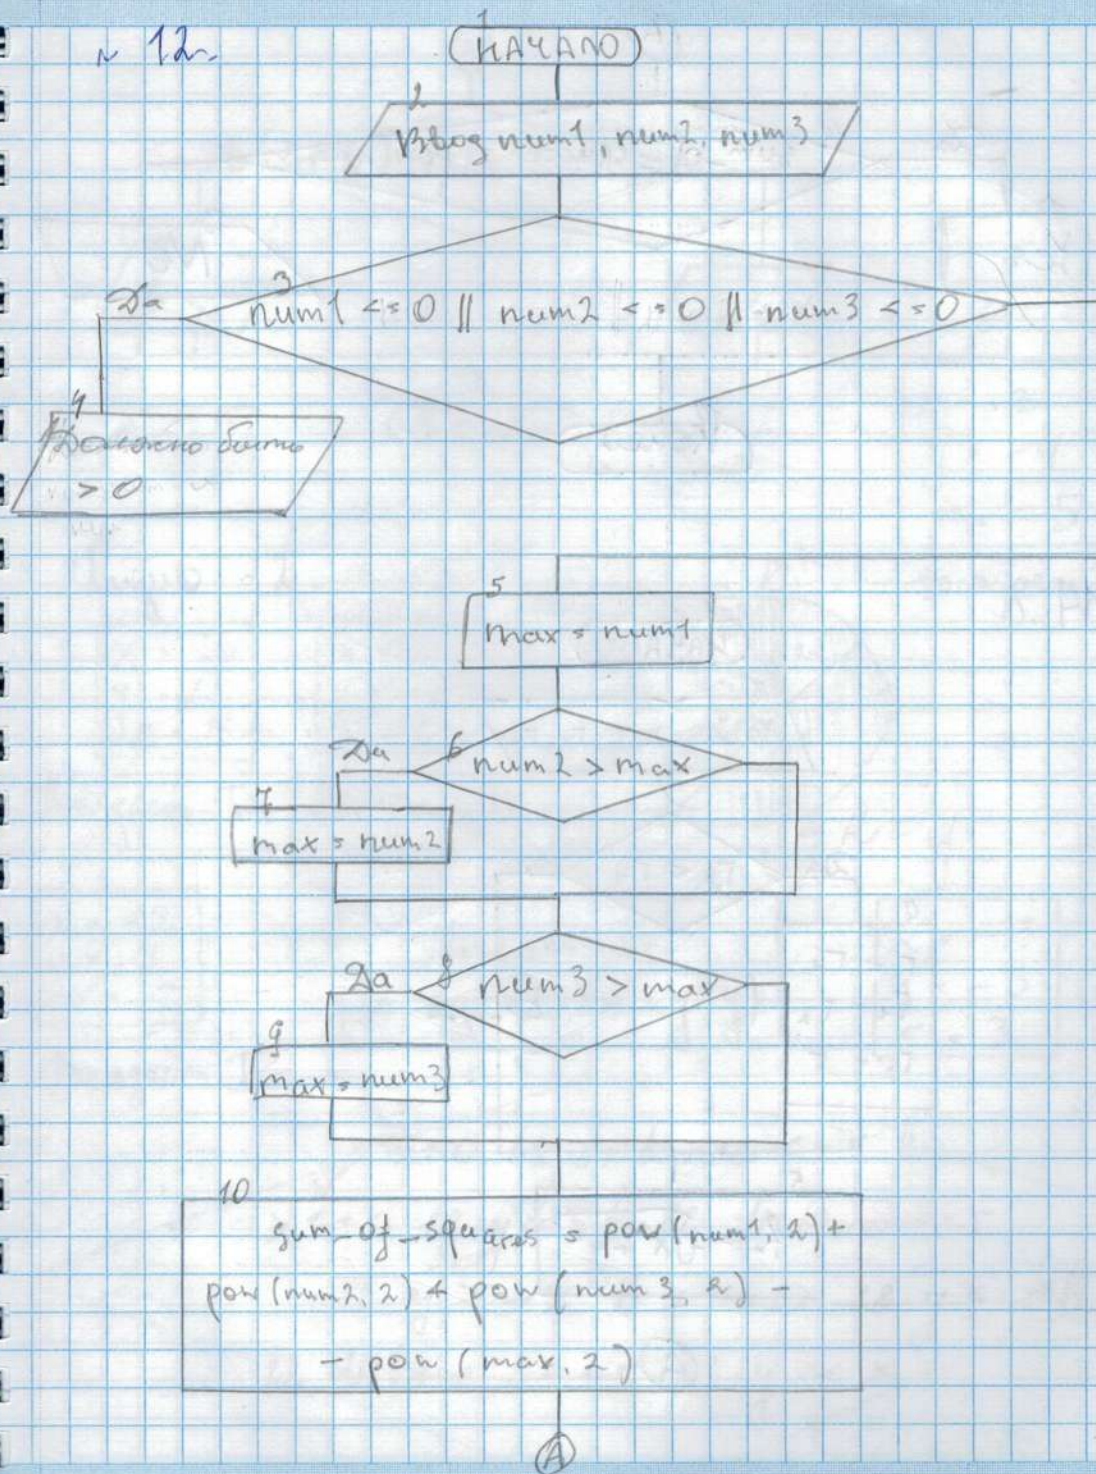 № 12.
1
НАЧАЛО
2
Ввод num1, num2, num3
3
num1 <=0 || num2 <=0 || num3 <=0
Да
4
Должно быть
> 0
5
max = num1
6
num2 > max
Да
7
max = num2
8
num3 > max
Да
9
max = num3
10
sum_of_squares = pow(num1, 2)+
pow(num2, 2) + pow(num3, 2) -
- pow (max, 2)
A